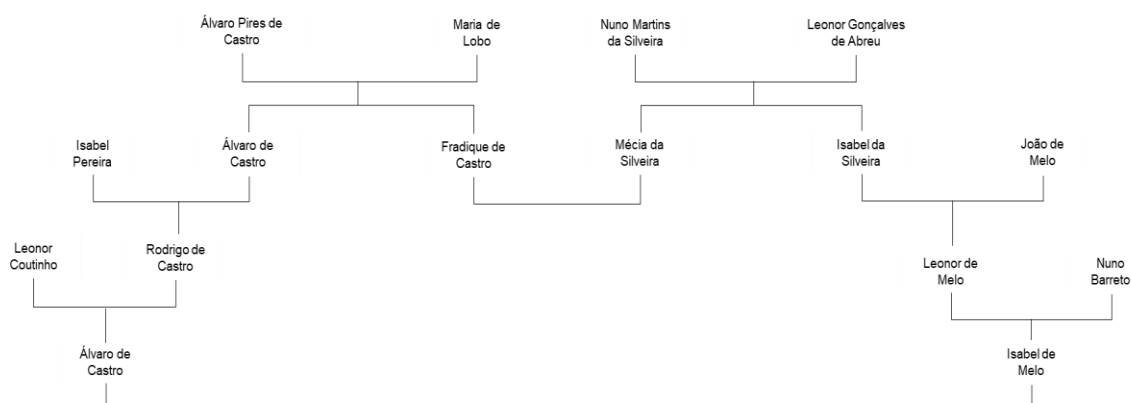 Álvaro Pires de
Castro
Maria de
Lobo
Nuno Martins
da Silveira
Leonor Gonçalves
de Abreu
Isabel
Pereira
Álvaro de
Castro
Fradique de
Castro
Mécia da
Silveira
Isabel da
Silveira
João de
Melo
Leonor
Coutinho
Rodrigo de
Castro
Leonor de
Melo
Nuno
Barreto
Álvaro de
Castro
Isabel de
Melo